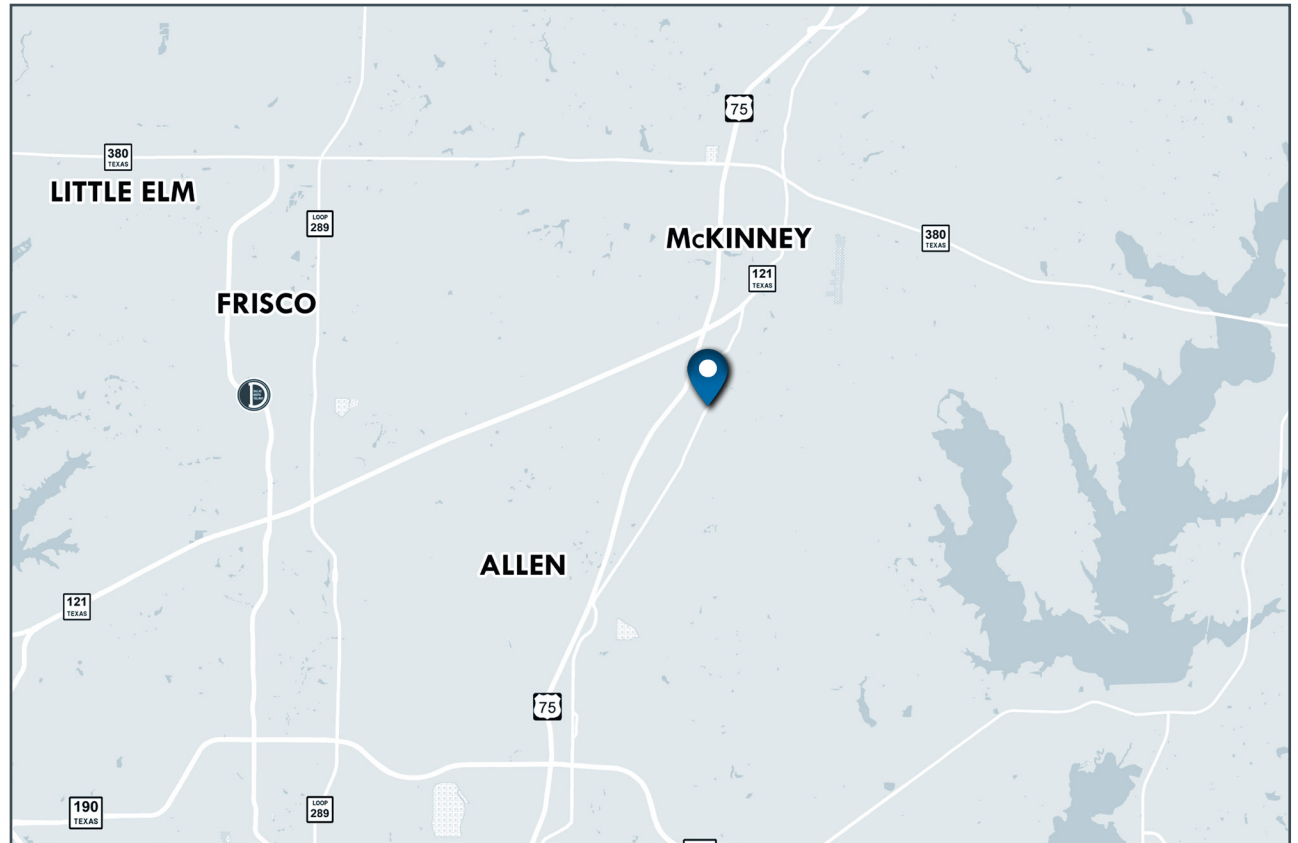 75
380
TEXAS
LITTLE ELM
LOOP
289
McKINNEY
380
TEXAS
121
TEXAS
FRISCO
D
ALLEN
121
TEXAS
75
190
TEXAS
LOOP
289